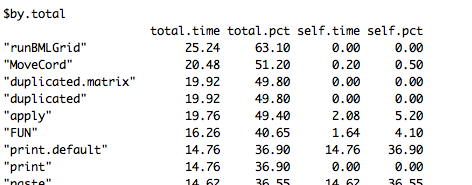 $by.total
total.time total.pct self.time self.pct
"runBMLGrid" 25.24 63.10 0.00 0.00
"MoveCord" 20.48 51.20 0.20 0.50
"duplicated.matrix" 19.92 49.80 0.00 0.00
"duplicated" 19.92 49.80 0.00 0.00
"apply" 19.76 49.40 2.08 5.20
"FUN" 16.26 40.65 1.64 4.10
"print.default" 14.76 36.90 14.76 36.90
"print" 14.76 36.90 0.00 0.00
"paste" 14.62 36.55 14.62 36.55